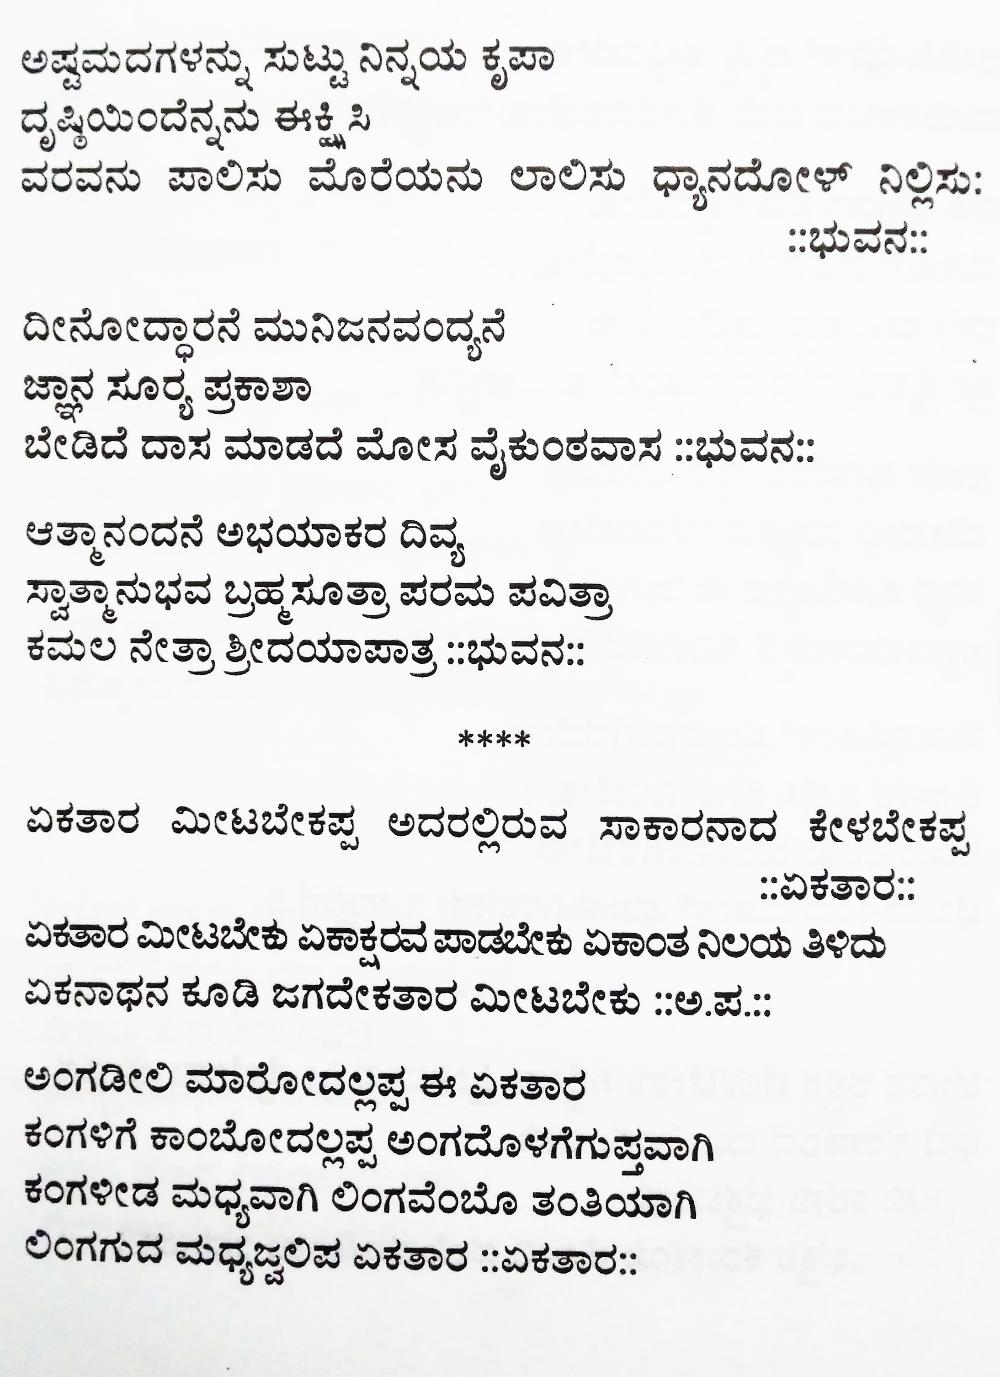 ಅಷ್ಟಮದಗಳನ್ನು ಸುಟ್ಟು ನಿನ್ನಯ ಕೃಪಾ
ದೃಷ್ಠಿಯಿಂದೆನ್ನನು ಈಕ್ಷಿಸಿ
ವರವನು ಪಾಲಿಸು ಮೊರೆಯನು ಲಾಲಿಸು ಧ್ಯಾನದೋಳ್ ನಿಲ್ಲಿಸು:
::ಭುವನ::
ದೀನೋದ್ಧಾರನೆ ಮುನಿಜನವಂದ್ಯನೆ
ಜ್ಞಾನ ಸೂರ್‍ಯ ಪ್ರಕಾಶಾ
ಬೇಡಿದೆ ದಾಸ ಮಾಡದೆ ಮೋಸ ವೈಕುಂಠವಾಸ ::ಭುವನ::
ಆತ್ಮಾನಂದನೆ ಅಭಯಾಕರ ದಿವ್ಯ
ಸ್ವಾತ್ಮಾನುಭವ ಬ್ರಹ್ಮಸೂತ್ರಾ ಪರಮ ಪವಿತ್ರಾ
ಕಮಲ ನೇತ್ರಾ ಶ್ರೀದಯಾಪಾತ್ರ ::ಭುವನ::
****
ಏಕತಾರ ಮೀಟಬೇಕಪ್ಪ ಅದರಲ್ಲಿರುವ ಸಾಕಾರನಾದ ಕೇಳಬೇಕಪ್ಪ
::ಏಕತಾರ::
ಏಕತಾರ ಮೀಟಬೇಕು ಏಕಾಕ್ಷರವ ಪಾಡಬೇಕು ಏಕಾಂತ ನಿಲಯ ತಿಳಿದು
ಏಕನಾಥನ ಕೂಡಿ ಜಗದೇಕತಾರ ಮೀಟಬೇಕು ::ಅ.ಪ.::
ಅಂಗಡೀಲಿ ಮಾರೋದಲ್ಲಪ್ಪ ಈ ಏಕತಾರ
ಕಂಗಳಿಗೆ ಕಾಂಬೋದಲ್ಲಪ್ಪ ಅಂಗದೊಳಗೆಗುಪ್ತವಾಗಿ
ಕಂಗಳೀಡ ಮಧ್ಯವಾಗಿ ಲಿಂಗವೆಂಬೊ ತಂತಿಯಾಗಿ
ಲಿಂಗಗುದ ಮಧ್ಯಜ್ವಲಿಪ ಏಕತಾರ ::ಏಕತಾರ::